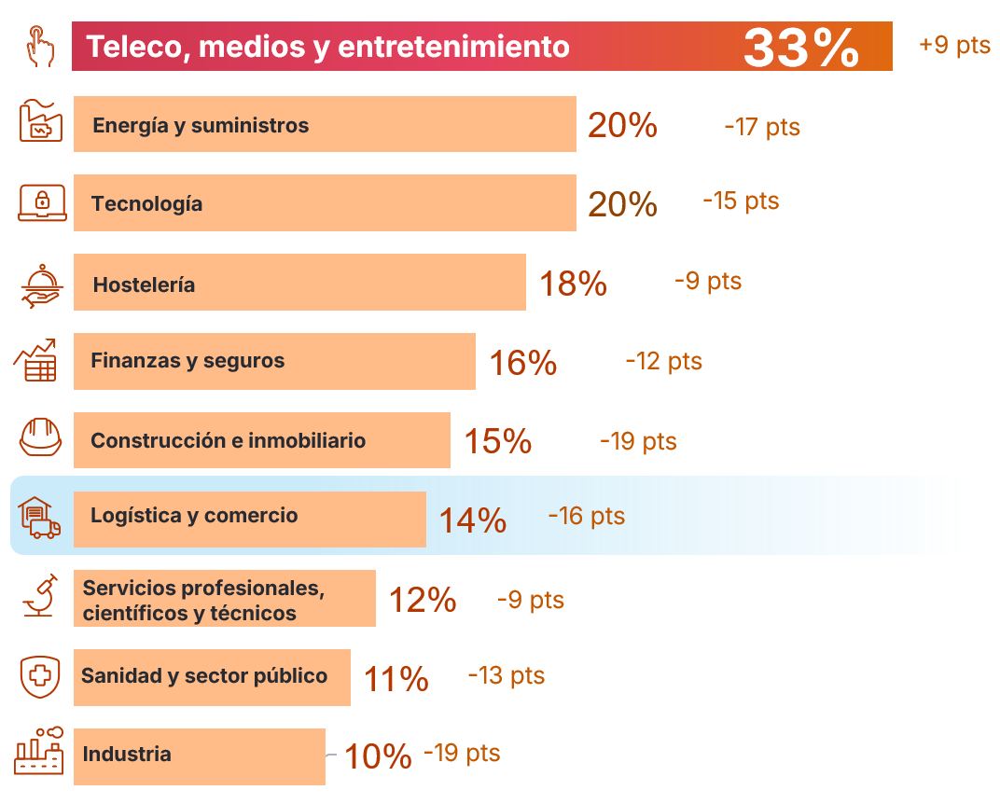 Teleco, medios y entretenimiento 33% +9 pts
Energía y suministros 20% -17 pts
Tecnología 20% -15 pts
Hostelería 18% -9 pts
Finanzas y seguros 16% -12 pts
Construcción e inmobiliario 15% -19 pts
Logística y comercio 14% -16 pts
Servicios profesionales,
científicos y técnicos 12% -9 pts
Sanidad y sector público 11% -13 pts
Industria 10% -19 pts